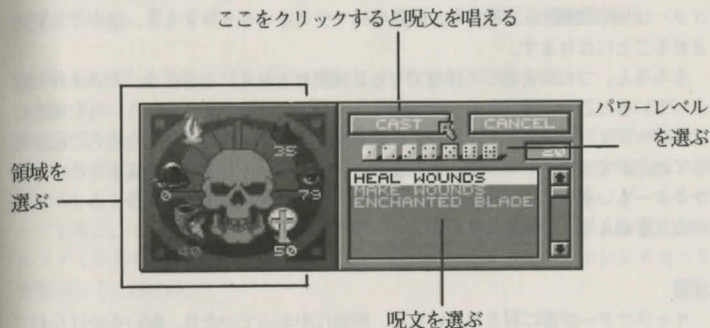 ここをクリックすると呪文を唱える
パワーレベル
を選ぶ
領域を
選ぶ
35
0
79
40
50
CAST
CANCEL
20
HEAL WOUNDS
MAKE WOUNDS
ENCHANTED BLADE
呪文を選ぶ